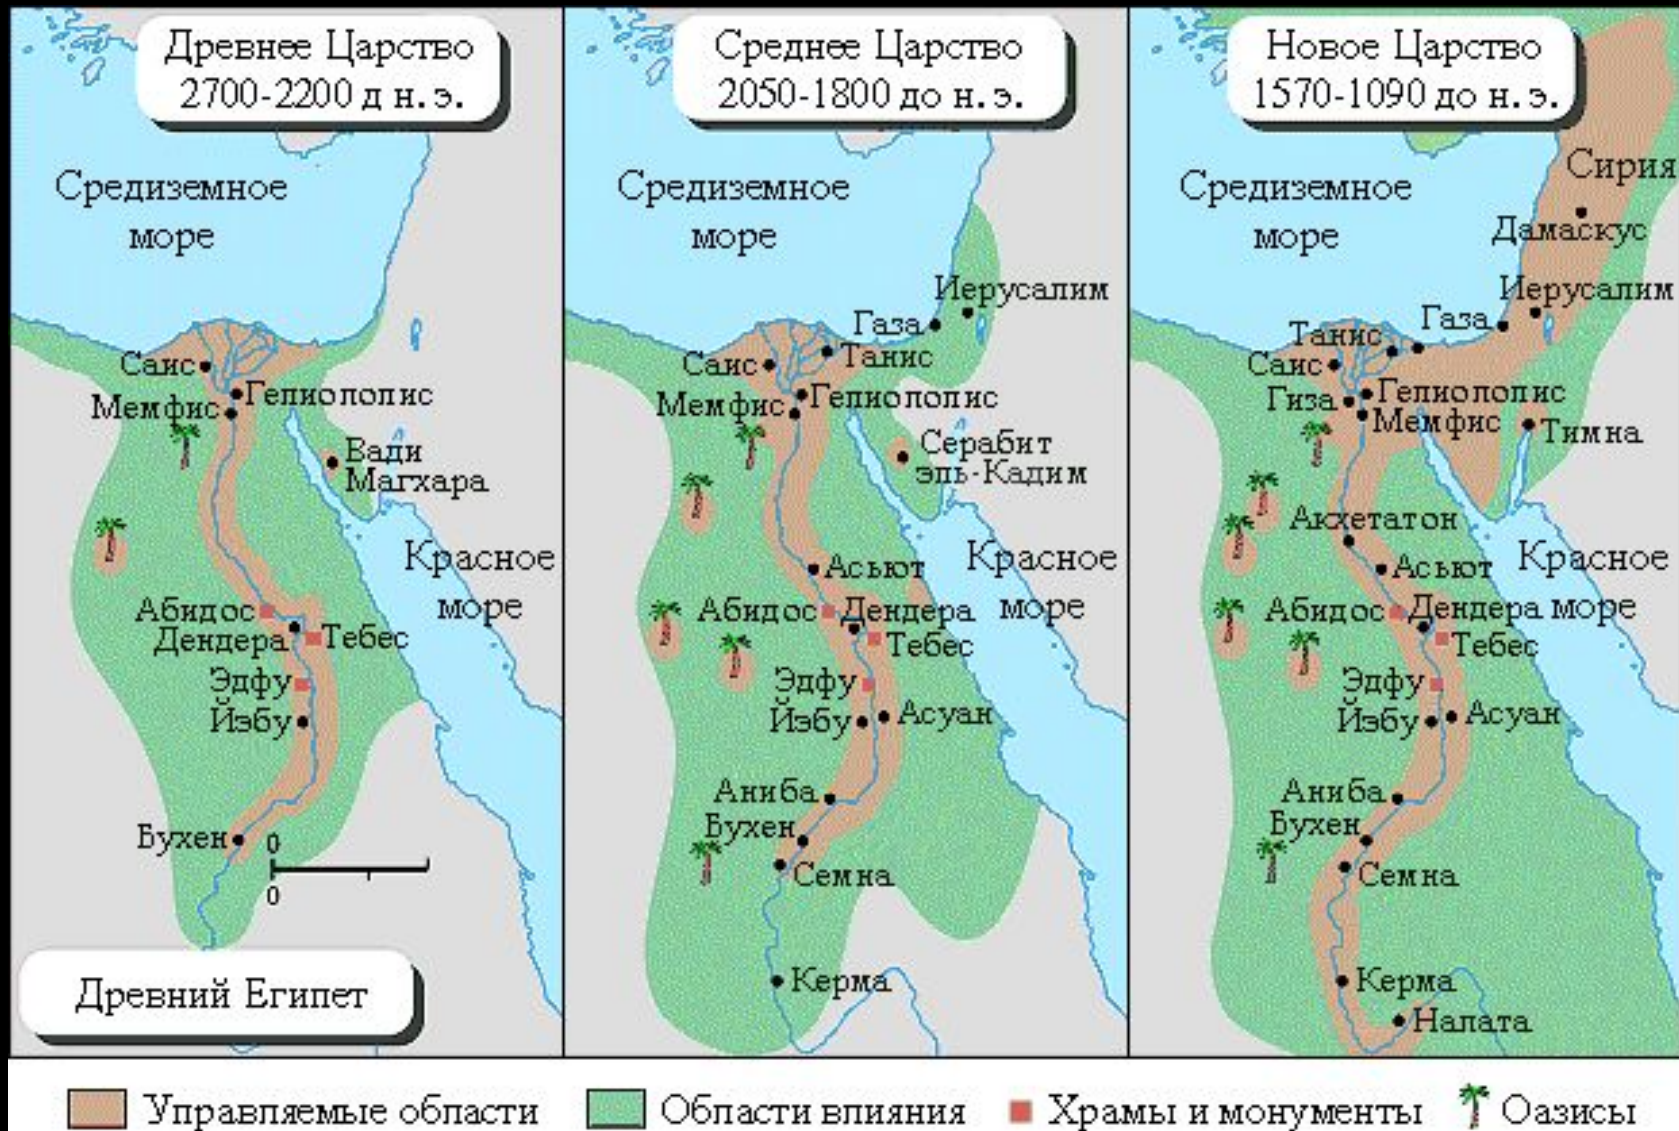 Древнее Царство
2700-2200 д н. э.
Средиземное
море
Саис
Гепиополис
Мемфис
Вади
Магхара
Красное
море
Абидос
Дендера
Тебес
Эдфу
Йэбу
Бухен
0
0
Древний Египет
Среднее Царство
2050-1800 до н. э.
Средиземное
море
Иерусалим
Газа
Танис
Саис
Гепиополис
Мемфис
Серабит
эль-Кадим
Красное
море
Асьют
Абидос
Дендера
Тебес
Эдфу
Йэбу
Асуан
Аниба
Бухен
Семна
Керма
Новое Царство
1570-1090 до н. э.
Сирия
Средиземное
море
Дамаскус
Иерусалим
Газа
Танис
Саис
Гепиополис
Гиза
Мемфис
Тимна
Акхетатон
Красное
море
Асьют
Абидос
Дендера
Тебес
Эдфу
Йэбу
Асуан
Аниба
Бухен
Семна
Керма
Напата
Управляемые области
Области влияния
Храмы и монументы
Оазисы